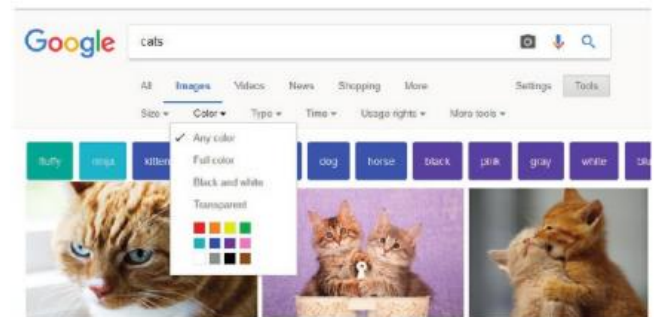 Google cats
All Images Videos News Shopping More Settings Tools
Size Color Type Time Usage rights More tools
fluffy ninja kitten dog horse black pink gray white
Any color
Full color
Black and white
Transparent